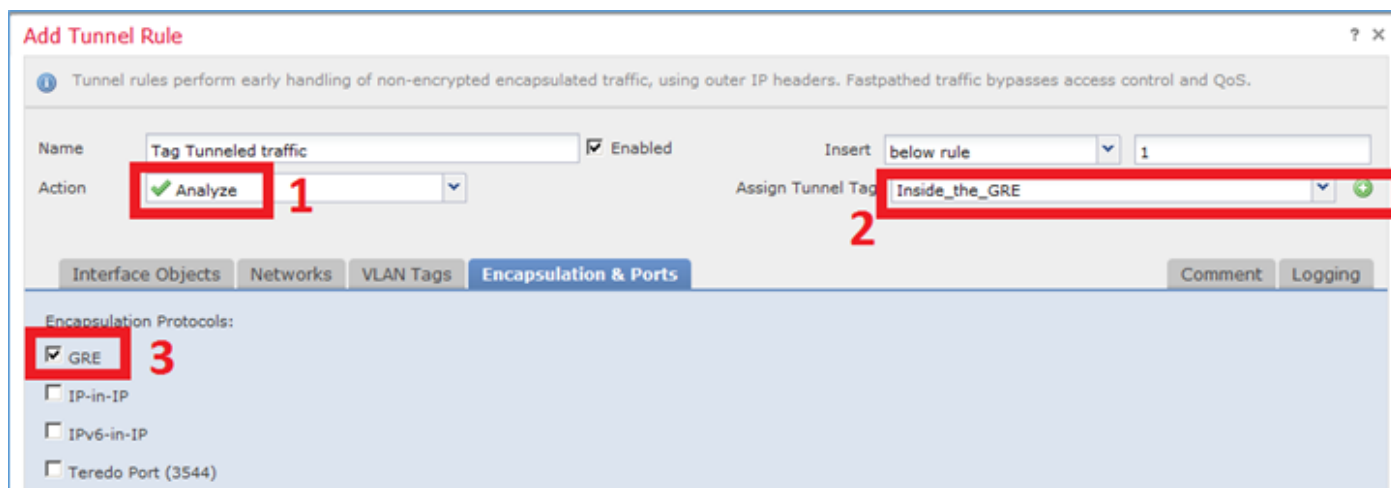 Add Tunnel Rule
? ×
Tunnel rules perform early handling of non-encrypted encapsulated traffic, using outer IP headers. Fastpathed traffic bypasses access control and QoS.
Name Tag Tunneled traffic Enabled Insert below rule 1
Action Analyze 1 Assign Tunnel Tag Inside_the_GRE
2
Interface Objects Networks VLAN Tags Encapsulation & Ports Comment Logging
Encapsulation Protocols:
GRE 3
IP-in-IP
IPv6-in-IP
Teredo Port (3544)